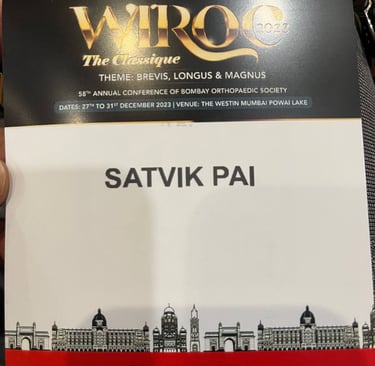 WIROC 2023
The Classique
THEME: BREVIS, LONGUS & MAGNUS
58TH ANNUAL CONFERENCE OF BOMBAY ORTHOPAEDIC SOCIETY
DATES: 27TH TO 31ST DECEMBER 2023 | VENUE: THE WESTIN MUMBAI POWAI LAKE
SATVIK PAI